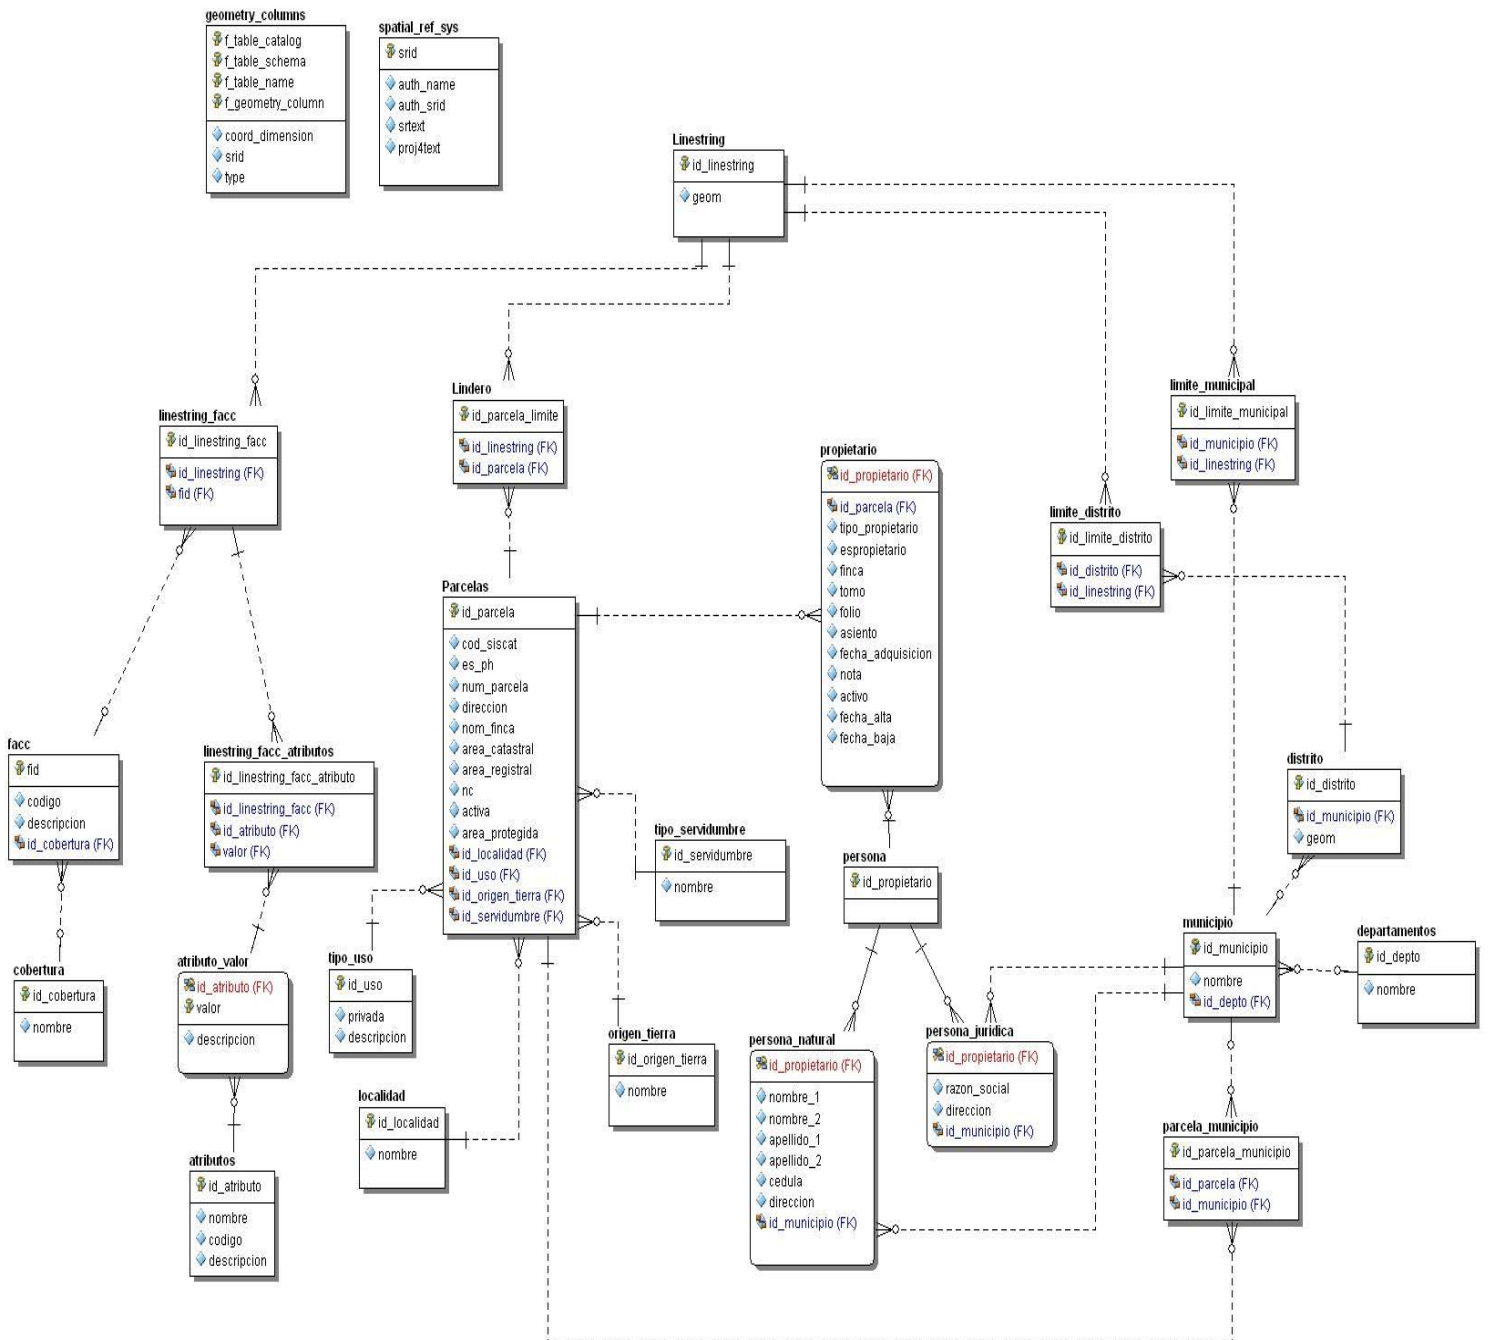 geometry_columns
f_table_catalog
f_table_schema
f_table_name
f_geometry_column
coord_dimension
srid
type
spatial_ref_sys
srid
auth_name
auth_srid
srtext
proj4text
Linestring
id_linestring
geom
linestring_facc
id_linestring_facc
id_linestring (FK)
fid (FK)
Lindero
id_parcela_limite
id_linestring (FK)
id_parcela (FK)
limite_municipal
id_limite_municipal
id_municipio (FK)
id_linestring (FK)
propietario
id_propietario (FK)
id_parcela (FK)
tipo_propietario
espropietario
finca
tomo
folio
asiento
fecha_adquisicion
nota
activo
fecha_alta
fecha_baja
limite_distrito
id_limite_distrito
id_distrito (FK)
id_linestring (FK)
Parcelas
id_parcela
cod_siscat
es_ph
num_parcela
direccion
nom_finca
area_catastral
area_registral
nc
activa
area_protegida
id_localidad (FK)
id_uso (FK)
id_origen_tierra (FK)
id_servidumbre (FK)
facc
fid
codigo
descripcion
id_cobertura (FK)
linestring_facc_atributos
id_linestring_facc_atributo
id_linestring_facc (FK)
id_atributo (FK)
valor (FK)
distrito
id_distrito
id_municipio (FK)
geom
tipo_servidumbre
id_servidumbre
nombre
persona
id_propietario
municipio
id_municipio
nombre
id_depto (FK)
departamentos
id_depto
nombre
cobertura
id_cobertura
nombre
atributo_valor
id_atributo (FK)
valor
descripcion
tipo_uso
id_uso
privada
descripcion
origen_tierra
id_origen_tierra
nombre
persona_natural
id_propietario (FK)
nombre_1
nombre_2
apellido_1
apellido_2
cedula
direccion
id_municipio (FK)
persona_juridica
id_propietario (FK)
razon_social
direccion
id_municipio (FK)
localidad
id_localidad
nombre
parcela_municipio
id_parcela_municipio
id_parcela (FK)
id_municipio (FK)
atributos
id_atributo
nombre
codigo
descripcion